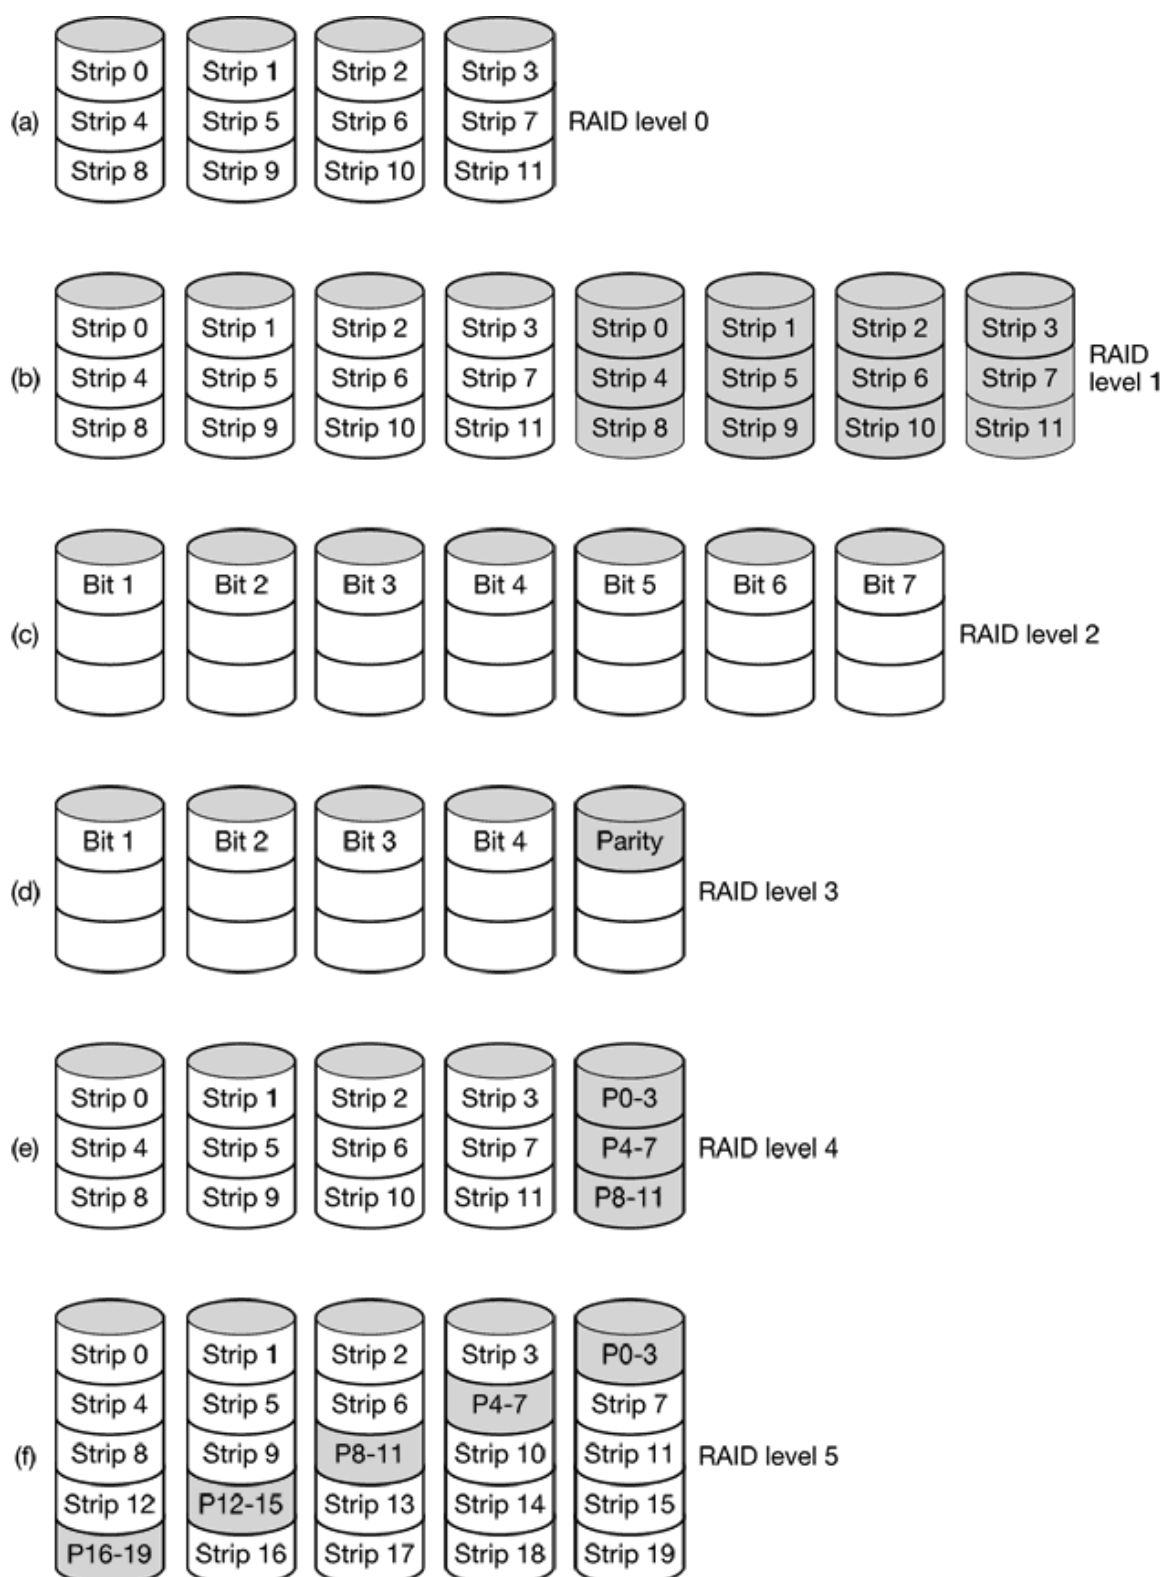 Strip 0 Strip 1 Strip 2 Strip 3
(a) Strip 4 Strip 5 Strip 6 Strip 7 RAID level 0
Strip 8 Strip 9 Strip 10 Strip 11
Strip 0 Strip 1 Strip 2 Strip 3 Strip 0 Strip 1 Strip 2 Strip 3
(b) Strip 4 Strip 5 Strip 6 Strip 7 Strip 4 Strip 5 Strip 6 Strip 7 RAID level 1
Strip 8 Strip 9 Strip 10 Strip 11 Strip 8 Strip 9 Strip 10 Strip 11
Bit 1 Bit 2 Bit 3 Bit 4 Bit 5 Bit 6 Bit 7
(c) RAID level 2
Bit 1 Bit 2 Bit 3 Bit 4 Parity
(d) RAID level 3
Strip 0 Strip 1 Strip 2 Strip 3 P0-3
(e) Strip 4 Strip 5 Strip 6 Strip 7 P4-7 RAID level 4
Strip 8 Strip 9 Strip 10 Strip 11 P8-11
Strip 0 Strip 1 Strip 2 Strip 3 P0-3
Strip 4 Strip 5 Strip 6 P4-7 Strip 7
(f) Strip 8 Strip 9 P8-11 Strip 10 Strip 11 RAID level 5
Strip 12 P12-15 Strip 13 Strip 14 Strip 15
P16-19 Strip 16 Strip 17 Strip 18 Strip 19